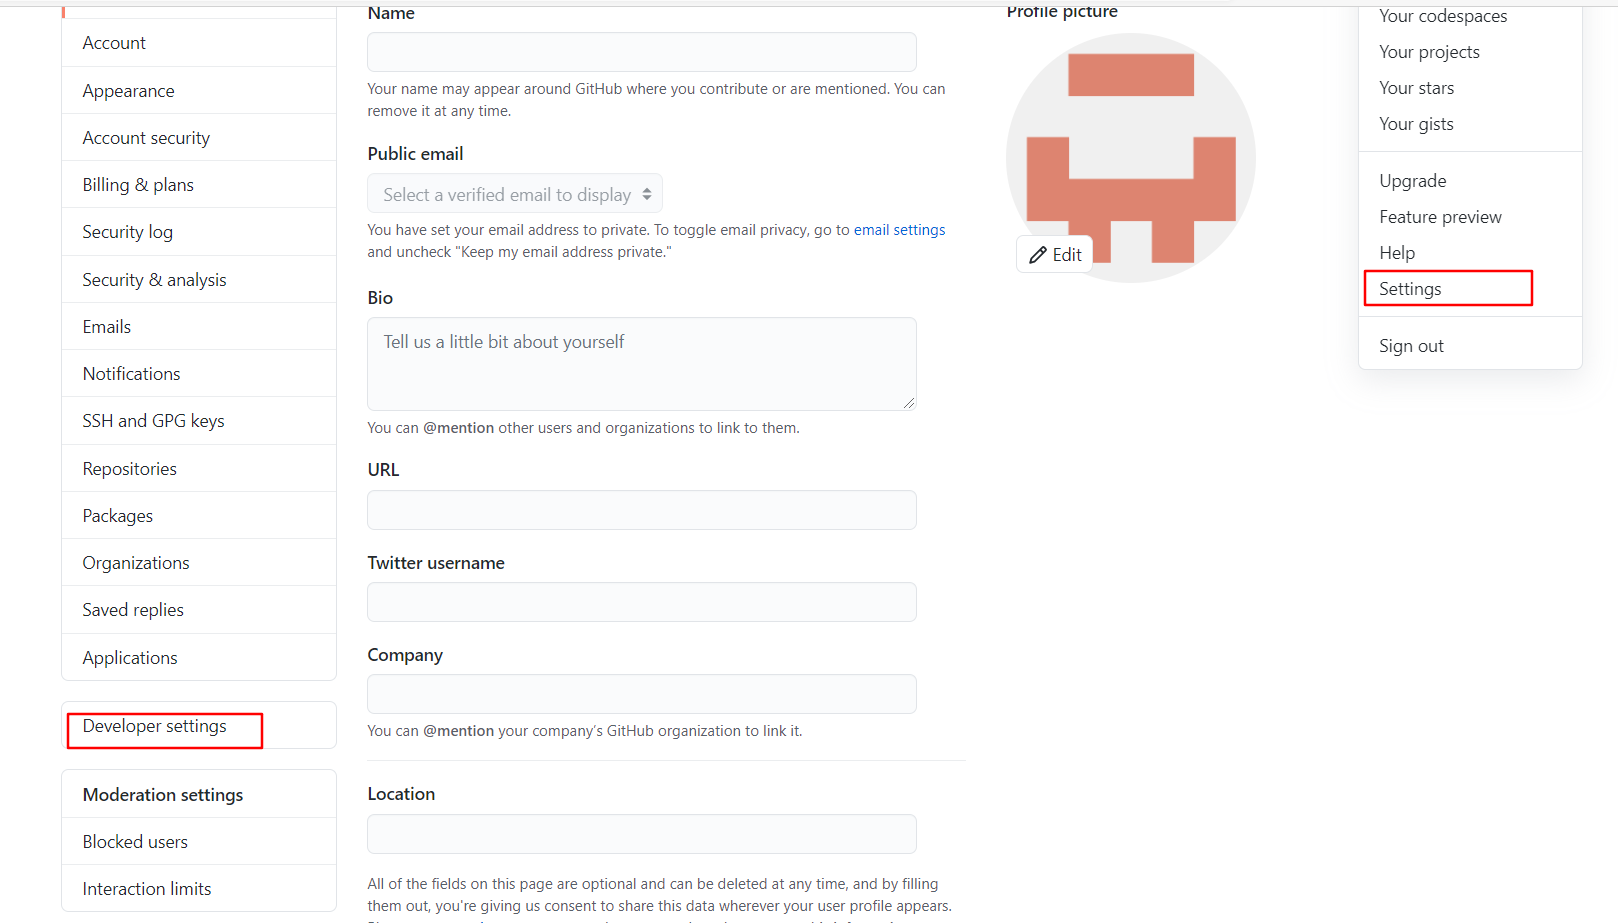 Account
Appearance
Account security
Billing & plans
Security log
Security & analysis
Emails
Notifications
SSH and GPG keys
Repositories
Packages
Organizations
Saved replies
Applications
Developer settings
Moderation settings
Blocked users
Interaction limits
Name
Your name may appear around GitHub where you contribute or are mentioned. You can
remove it at any time.
Public email
Select a verified email to display
You have set your email address to private. To toggle email privacy, go to email settings
and uncheck "Keep my email address private."
Bio
Tell us a little bit about yourself
You can @mention other users and organizations to link to them.
URL
Twitter username
Company
You can @mention your company's GitHub organization to link it.
Location
All of the fields on this page are optional and can be deleted at any time, and by filling
them out, you're giving us consent to share this data wherever your user profile appears.
Profile picture
Edit
Your codespaces
Your projects
Your stars
Your gists
Upgrade
Feature preview
Help
Settings
Sign out